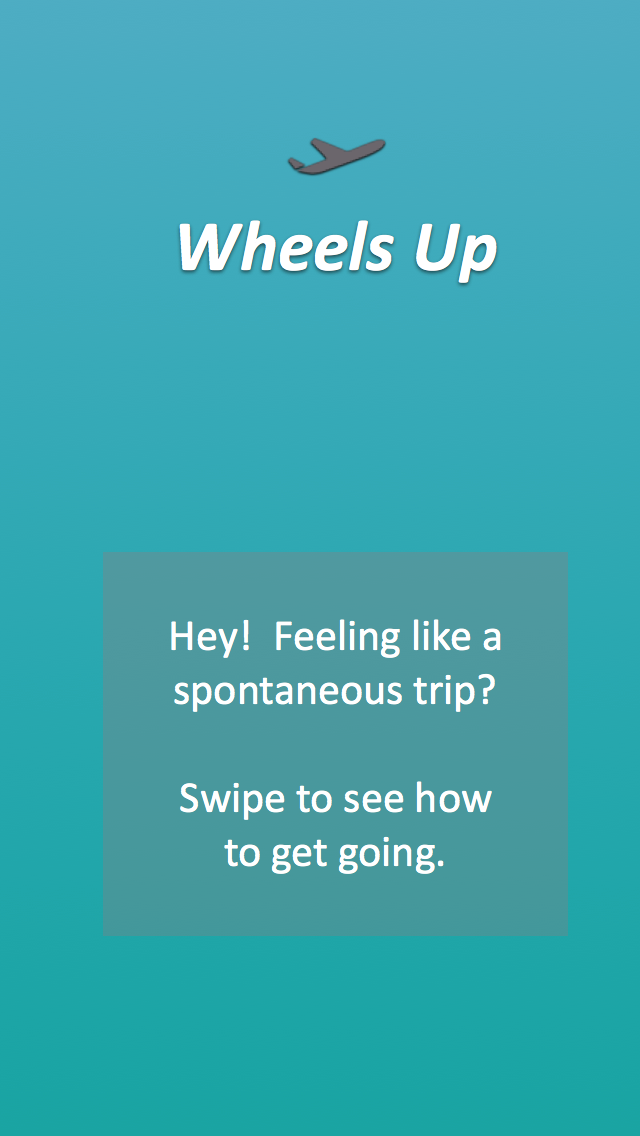 Wheels Up
Hey!  Feeling like a
spontaneous trip?
Swipe to see how
to get going.